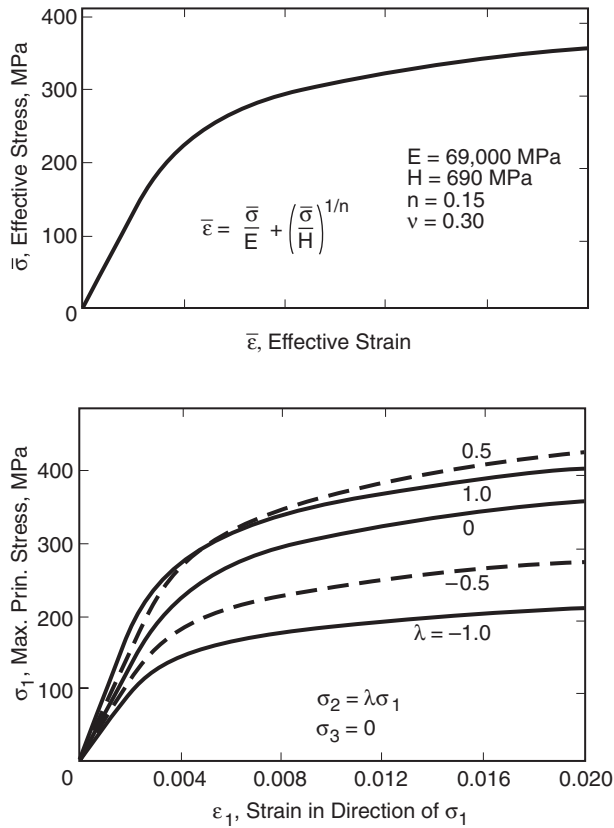 400
300
200
100
0
σ̄, Effective Stress, MPa
E = 69,000 MPa
H = 690 MPa
n = 0.15
ν = 0.30
ε̄ = σ̄/E + (σ̄/H)^1/n
ε̄, Effective Strain
400
300
200
100
0
σ1, Max. Prin. Stress, MPa
0.5
1.0
0
−0.5
λ = −1.0
σ2 = λσ1
σ3 = 0
0.004
0.008
0.012
0.016
0.020
ε1, Strain in Direction of σ1